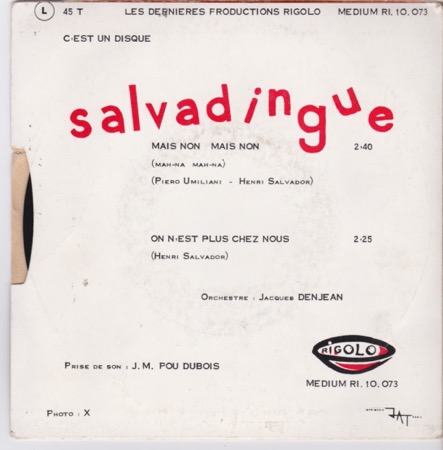 L 45 T LES DERNIERES PRODUCTIONS RIGOLO MEDIUM RI. 10. 073
C'EST UN DISQUE
salvadingue
MAIS NON MAIS NON 2·40
(MAH-NA MAH-NA)
(PIERO UMILIANI - HENRI SALVADOR)
ON N'EST PLUS CHEZ NOUS 2·25
(HENRI SALVADOR)
ORCHESTRE : JACQUES DENJEAN
RIGOLO
PRISE DE SON : J. M. POU DUBOIS
MEDIUM RI. 10. 073
PHOTO : X
JAT